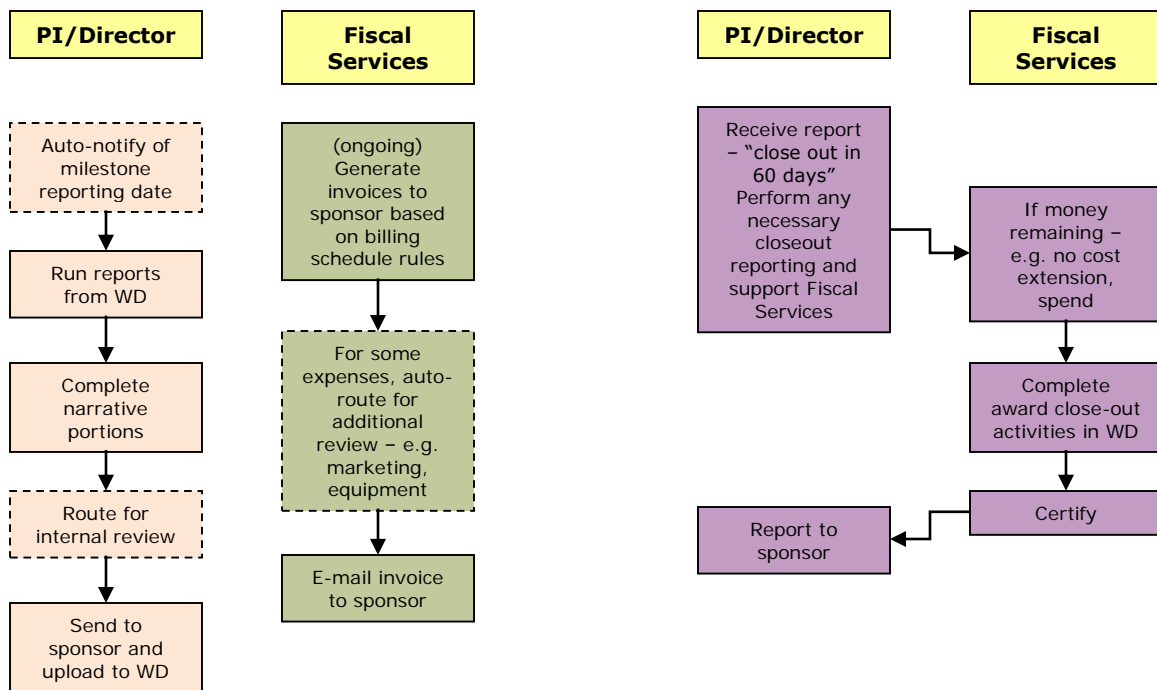 PI/Director
Auto-notify of
milestone
reporting date
Run reports
from WD
Complete
narrative
portions
Route for
internal review
Send to
sponsor and
upload to WD
Fiscal
Services
(ongoing)
Generate
invoices to
sponsor based
on billing
schedule rules
For some
expenses, auto-
route for
additional
review – e.g.
marketing,
equipment
E-mail invoice
to sponsor
PI/Director
Receive report
– “close out in
60 days”
Perform any
necessary
closeout
reporting and
support Fiscal
Services
Fiscal
Services
If money
remaining –
e.g. no cost
extension,
spend
Complete
award close-out
activities in WD
Certify
Report to
sponsor